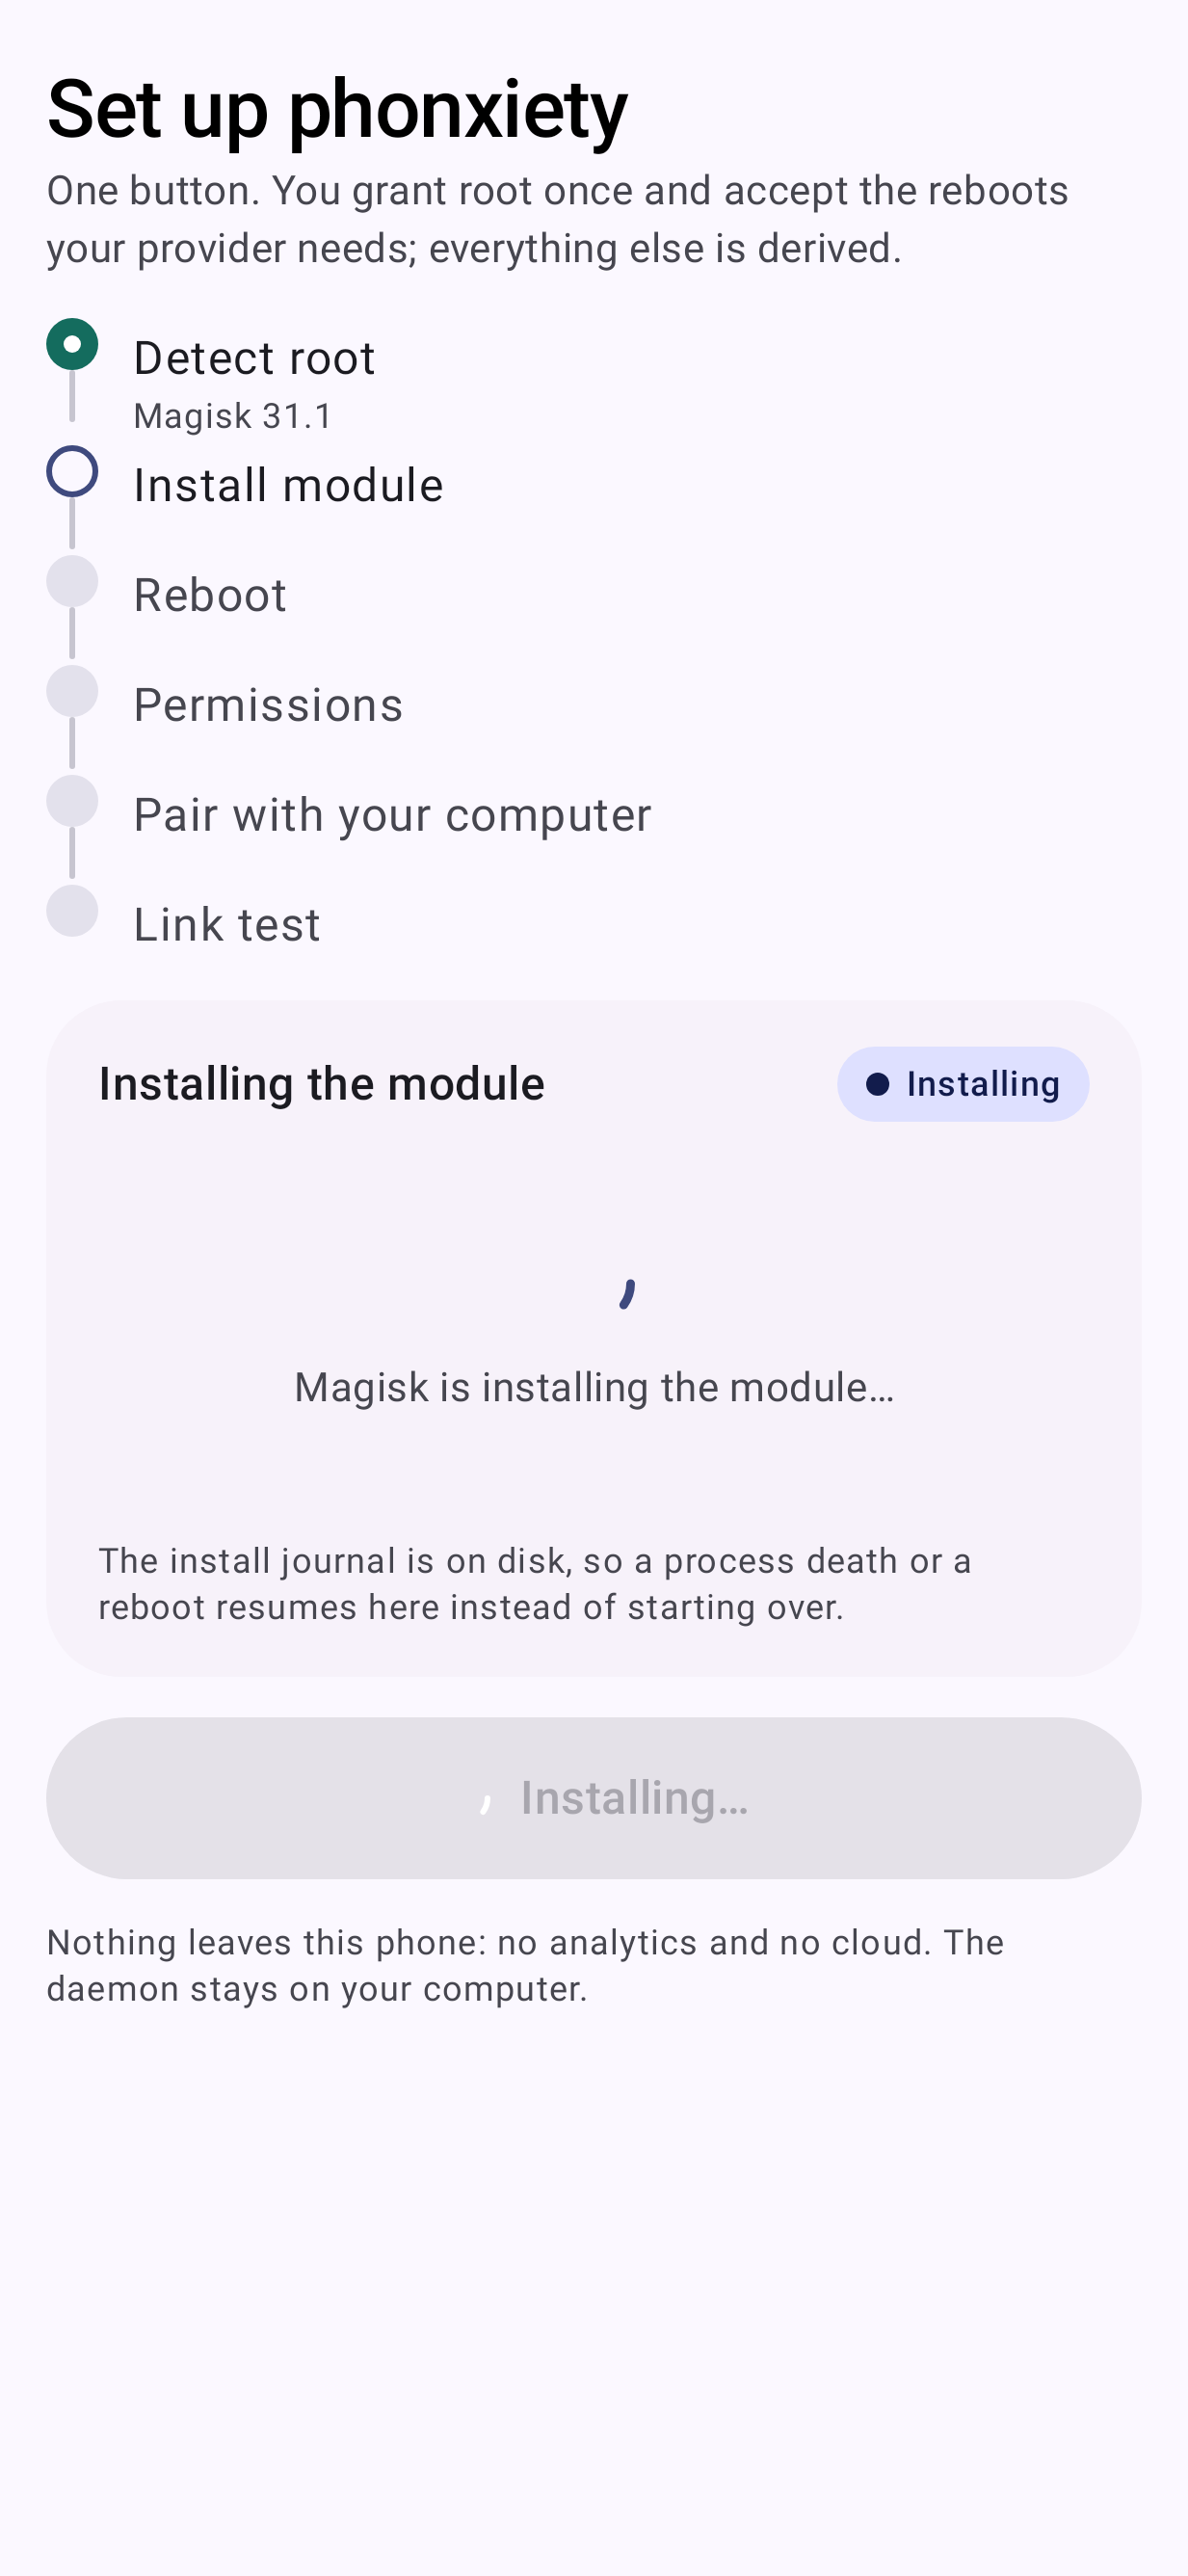 Set up phonxiety
One button. You grant root once and accept the reboots
your provider needs; everything else is derived.
Detect root
Magisk 31.1
Install module
Reboot
Permissions
Pair with your computer
Link test
Installing the module
Installing
Magisk is installing the module…
The install journal is on disk, so a process death or a
reboot resumes here instead of starting over.
Installing…
Nothing leaves this phone: no analytics and no cloud. The
daemon stays on your computer.